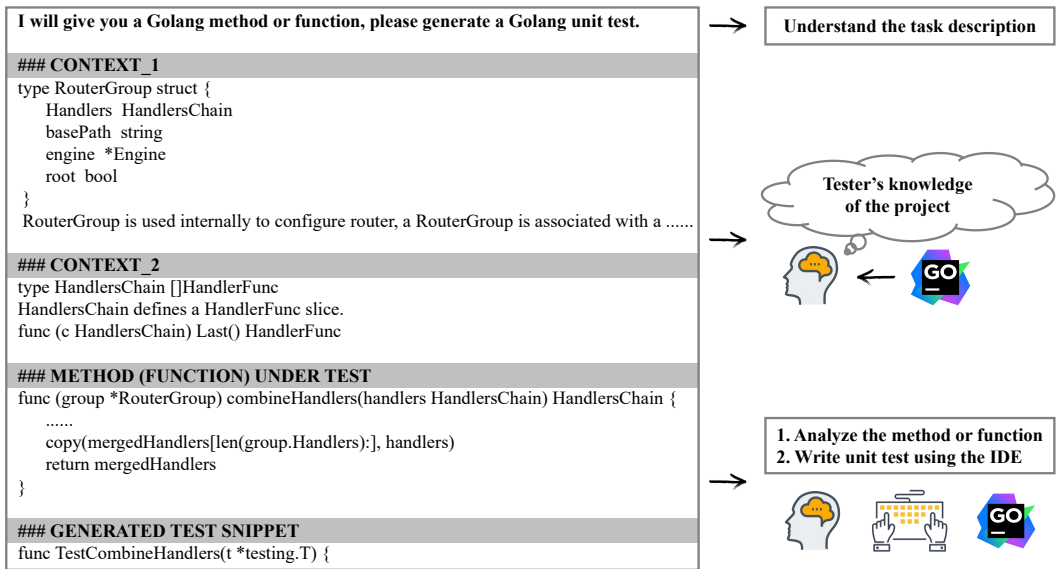 I will give you a Golang method or function, please generate a Golang unit test.
### CONTEXT_1
type RouterGroup struct {
Handlers HandlersChain
basePath string
engine *Engine
root bool
}
RouterGroup is used internally to configure router, a RouterGroup is associated with a ......
### CONTEXT_2
type HandlersChain []HandlerFunc
HandlersChain defines a HandlerFunc slice.
func (c HandlersChain) Last() HandlerFunc
### METHOD (FUNCTION) UNDER TEST
func (group *RouterGroup) combineHandlers(handlers HandlersChain) HandlersChain {
......
copy(mergedHandlers[len(group.Handlers):], handlers)
return mergedHandlers
}
### GENERATED TEST SNIPPET
func TestCombineHandlers(t *testing.T) {
Understand the task description
Tester's knowledge
of the project
GO
1. Analyze the method or function
2. Write unit test using the IDE
GO